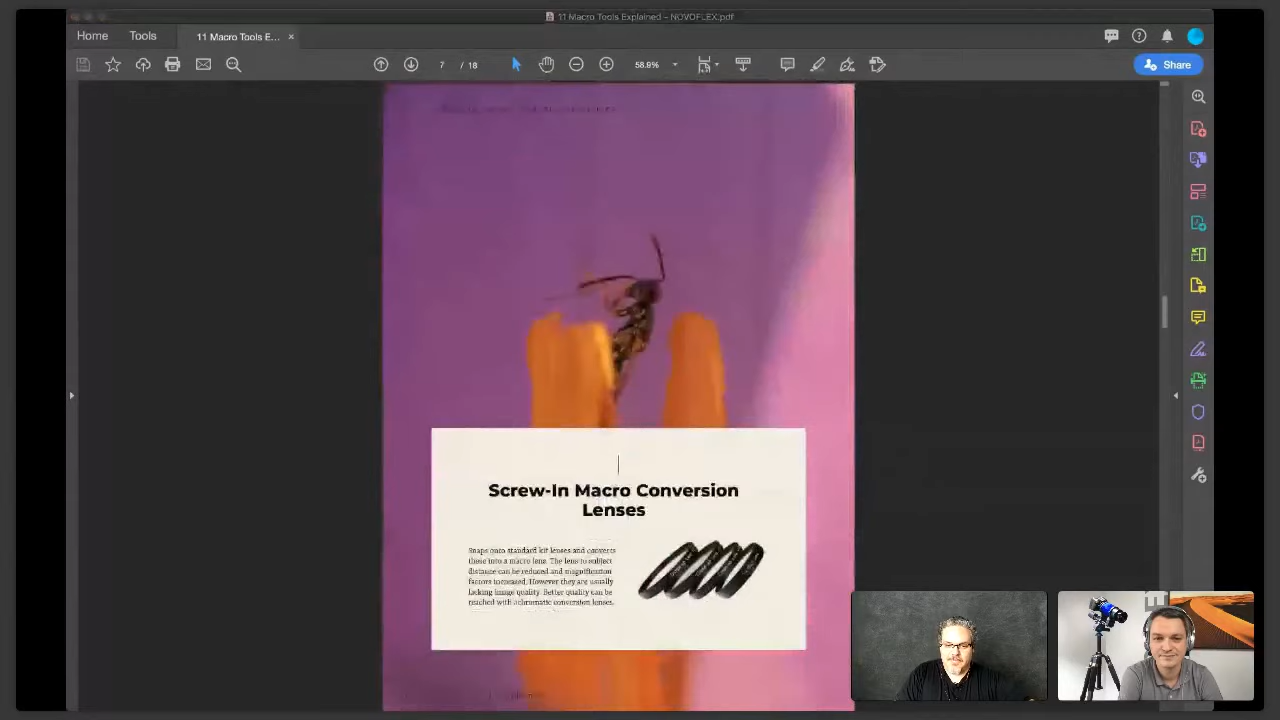 11 Macro Tools Explained – NOVOFLEX.pdf
Home
Tools
11 Macro Tools E...
7 / 18
58.9%
Share
Screw-In Macro Conversion
Lenses
Snaps onto standard kit lenses and converts
these into a macro lens. The lens to subject
distance can be reduced and magnification
factors increased. However they are usually
lacking image quality. Better quality can be
reached with achromatic conversion lenses.